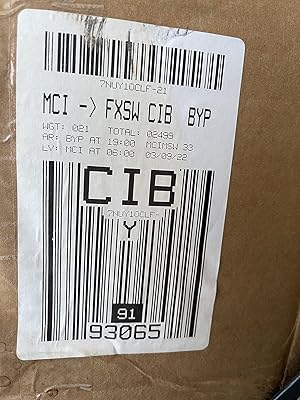 7NUY10CLF-21
MCI -> FXSW CIB BYP
WGT: 021 TOTAL: 02499
AR: BYP AT 19:00 MCIMSW 33
LV: MCI AT 06:00 03/09/22
CIB
7NUY10CLF-
Y
91
93065